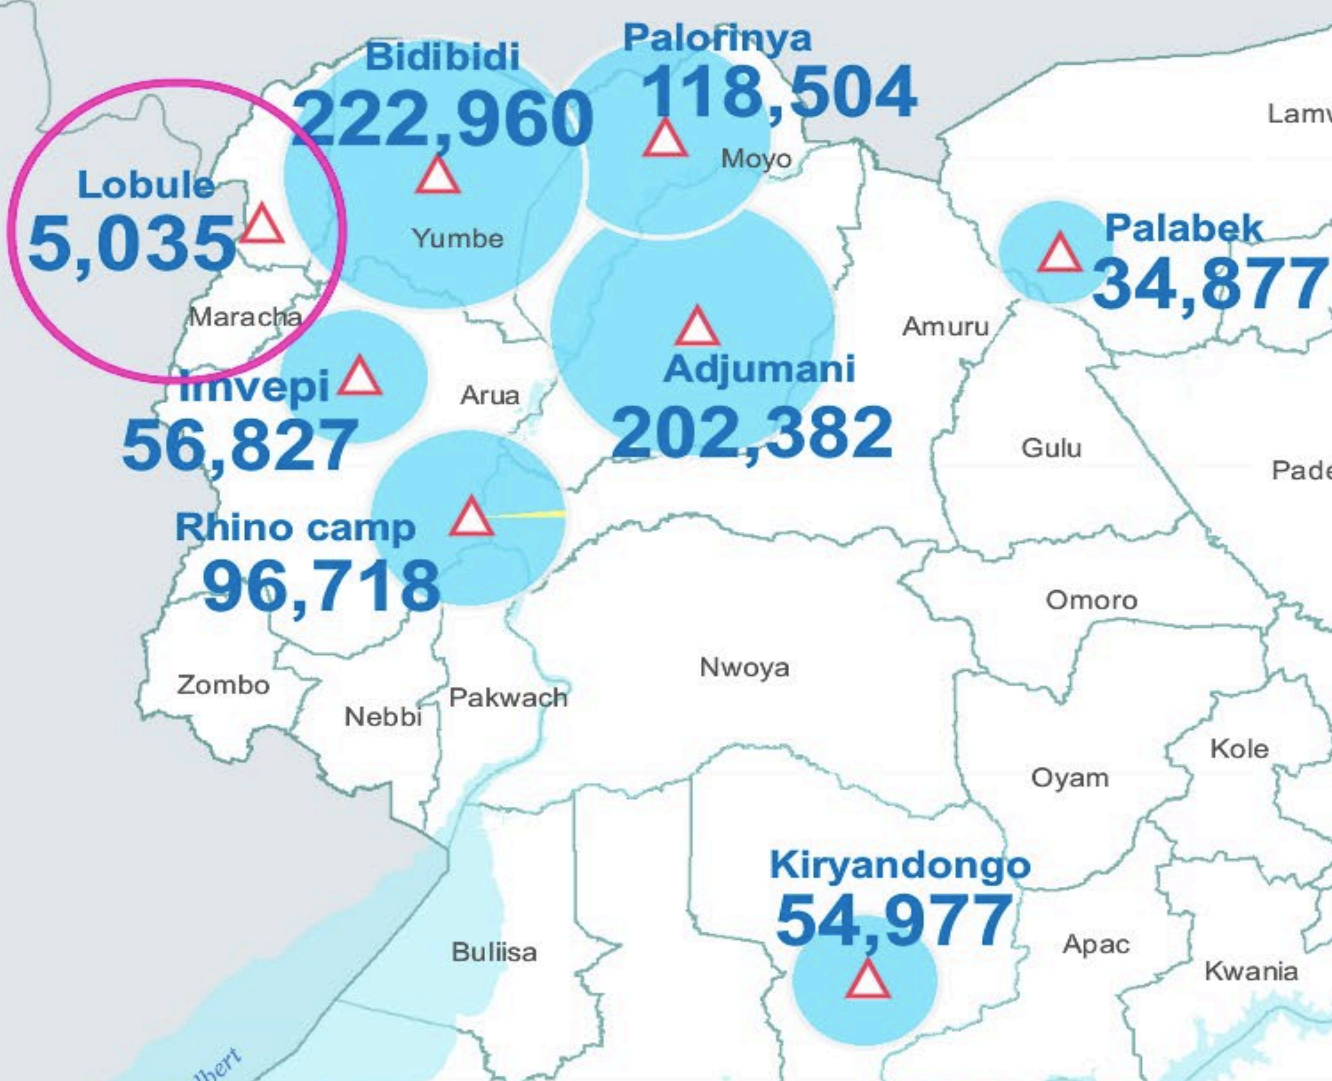 Bidibidi
222,960
Palorinya
118,504
Moyo
Lobule
5,035
Yumbe
Palabek
34,877
Maracha
Amuru
Imvepi
56,827
Arua
Adjumani
202,382
Gulu
Rhino camp
96,718
Omoro
Zombo
Nebbi
Pakwach
Nwoya
Kole
Oyam
Kiryandongo
54,977
Buliisa
Apac
Kwania